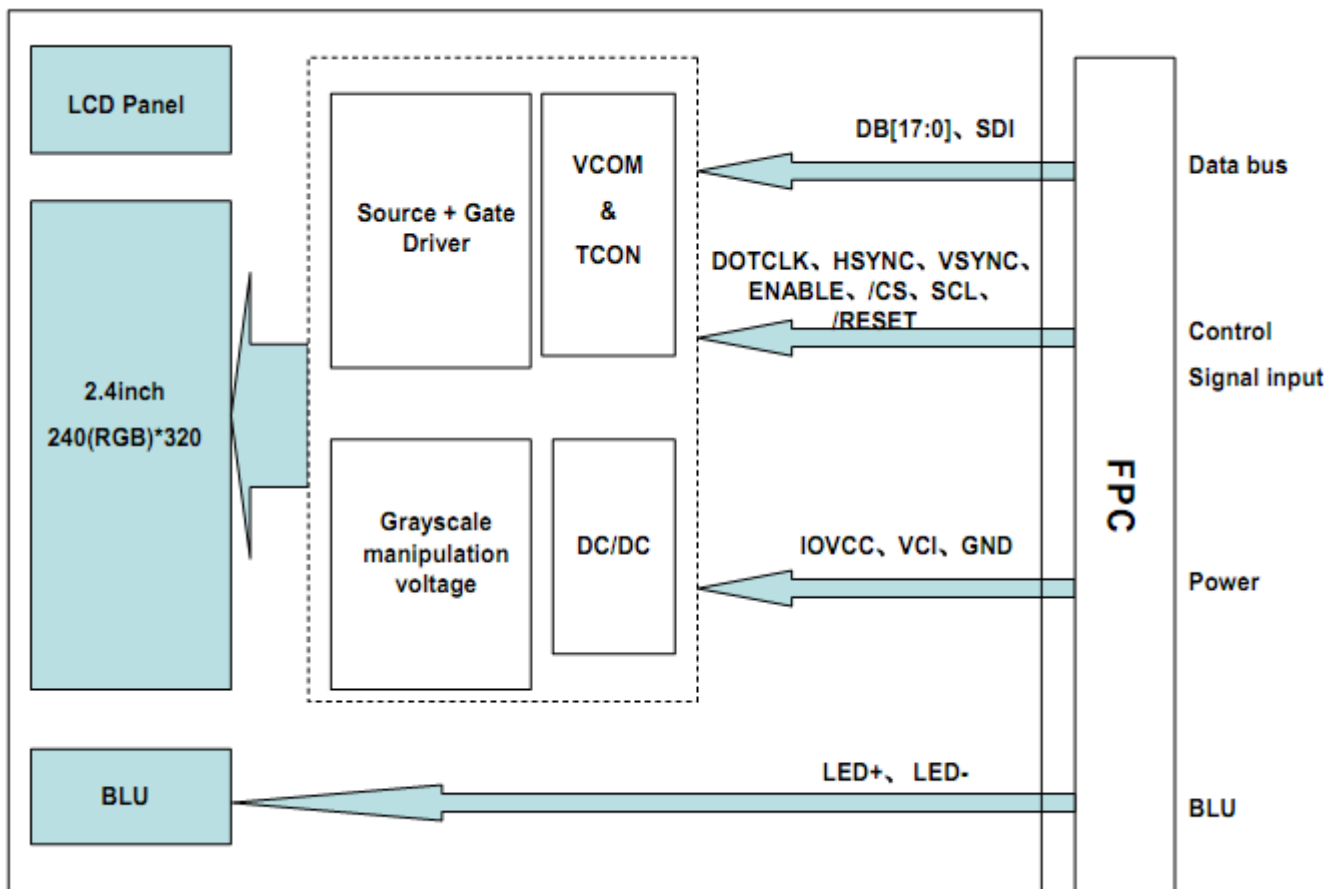 LCD Panel
2.4inch
240(RGB)*320
BLU
Source + Gate
Driver
VCOM
&
TCON
Grayscale
manipulation
voltage
DC/DC
DB[17:0]、SDI
DOTCLK、HSYNC、VSYNC、
ENABLE、/CS、SCL、
/RESET
IOVCC、VCI、GND
LED+、LED-
FPC
Data bus
Control
Signal input
Power
BLU